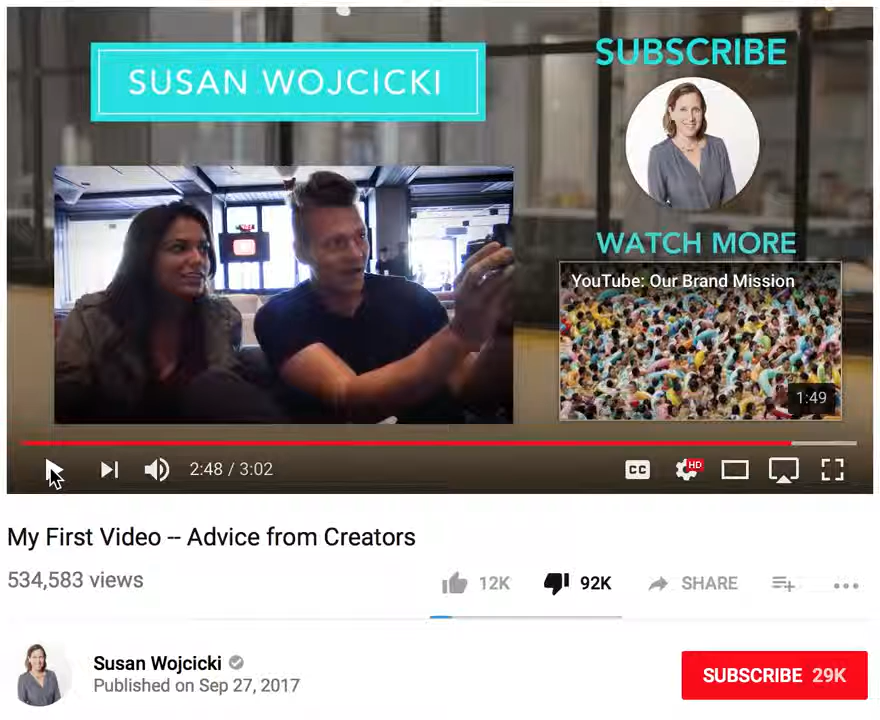 SUSAN WOJCICKI
SUBSCRIBE
WATCH MORE
YouTube: Our Brand Mission
1:49
2:48 / 3:02
CC
HD
My First Video -- Advice from Creators
534,583 views
12K
92K
SHARE
Susan Wojcicki
Published on Sep 27, 2017
SUBSCRIBE 29K